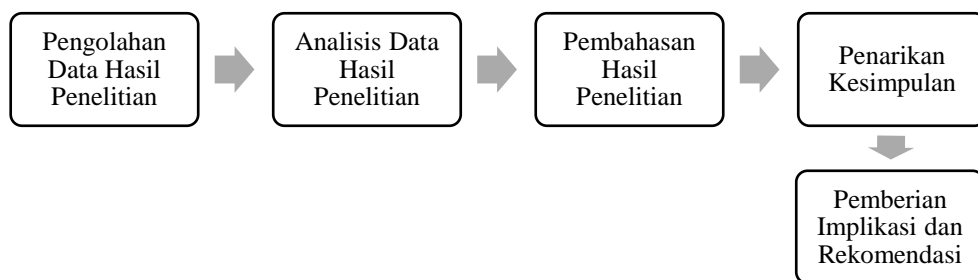 Pengolahan
Data Hasil
Penelitian
Analisis Data
Hasil
Penelitian
Pembahasan
Hasil
Penelitian
Penarikan
Kesimpulan
Pemberian
Implikasi dan
Rekomendasi